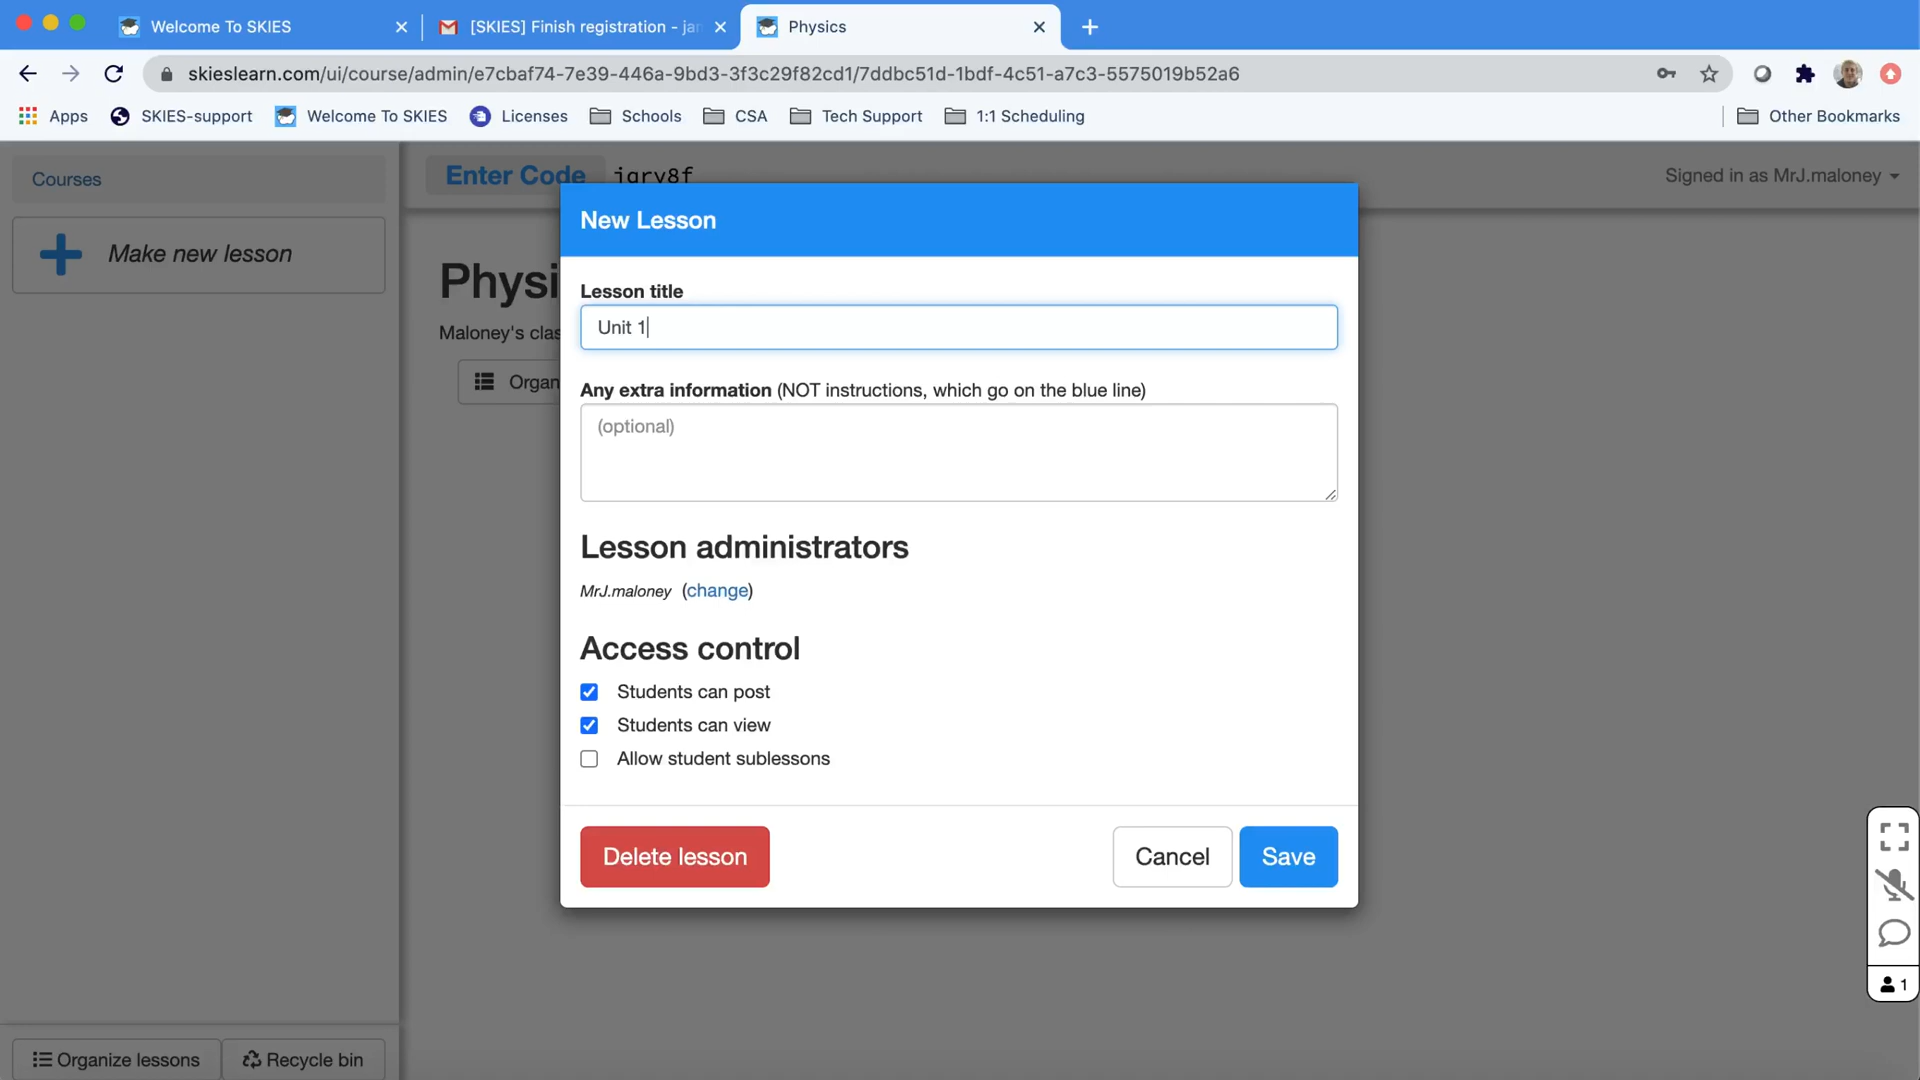 Welcome To SKIES
[SKIES] Finish registration - jan
Physics
skieslearn.com/ui/course/admin/e7cbaf74-7e39-446a-9bd3-3f3c29f82cd1/7ddbc51d-1bdf-4c51-a7c3-5575019b52a6
Apps SKIES-support Welcome To SKIES Licenses Schools CSA Tech Support 1:1 Scheduling Other Bookmarks
Courses
Enter Code
Signed in as MrJ.maloney
Make new lesson
Physi
Maloney's clas
Organ
New Lesson
Lesson title
Unit 1
Any extra information (NOT instructions, which go on the blue line)
(optional)
Lesson administrators
MrJ.maloney (change)
Access control
Students can post
Students can view
Allow student sublessons
Delete lesson
Cancel
Save
1
Organize lessons
Recycle bin